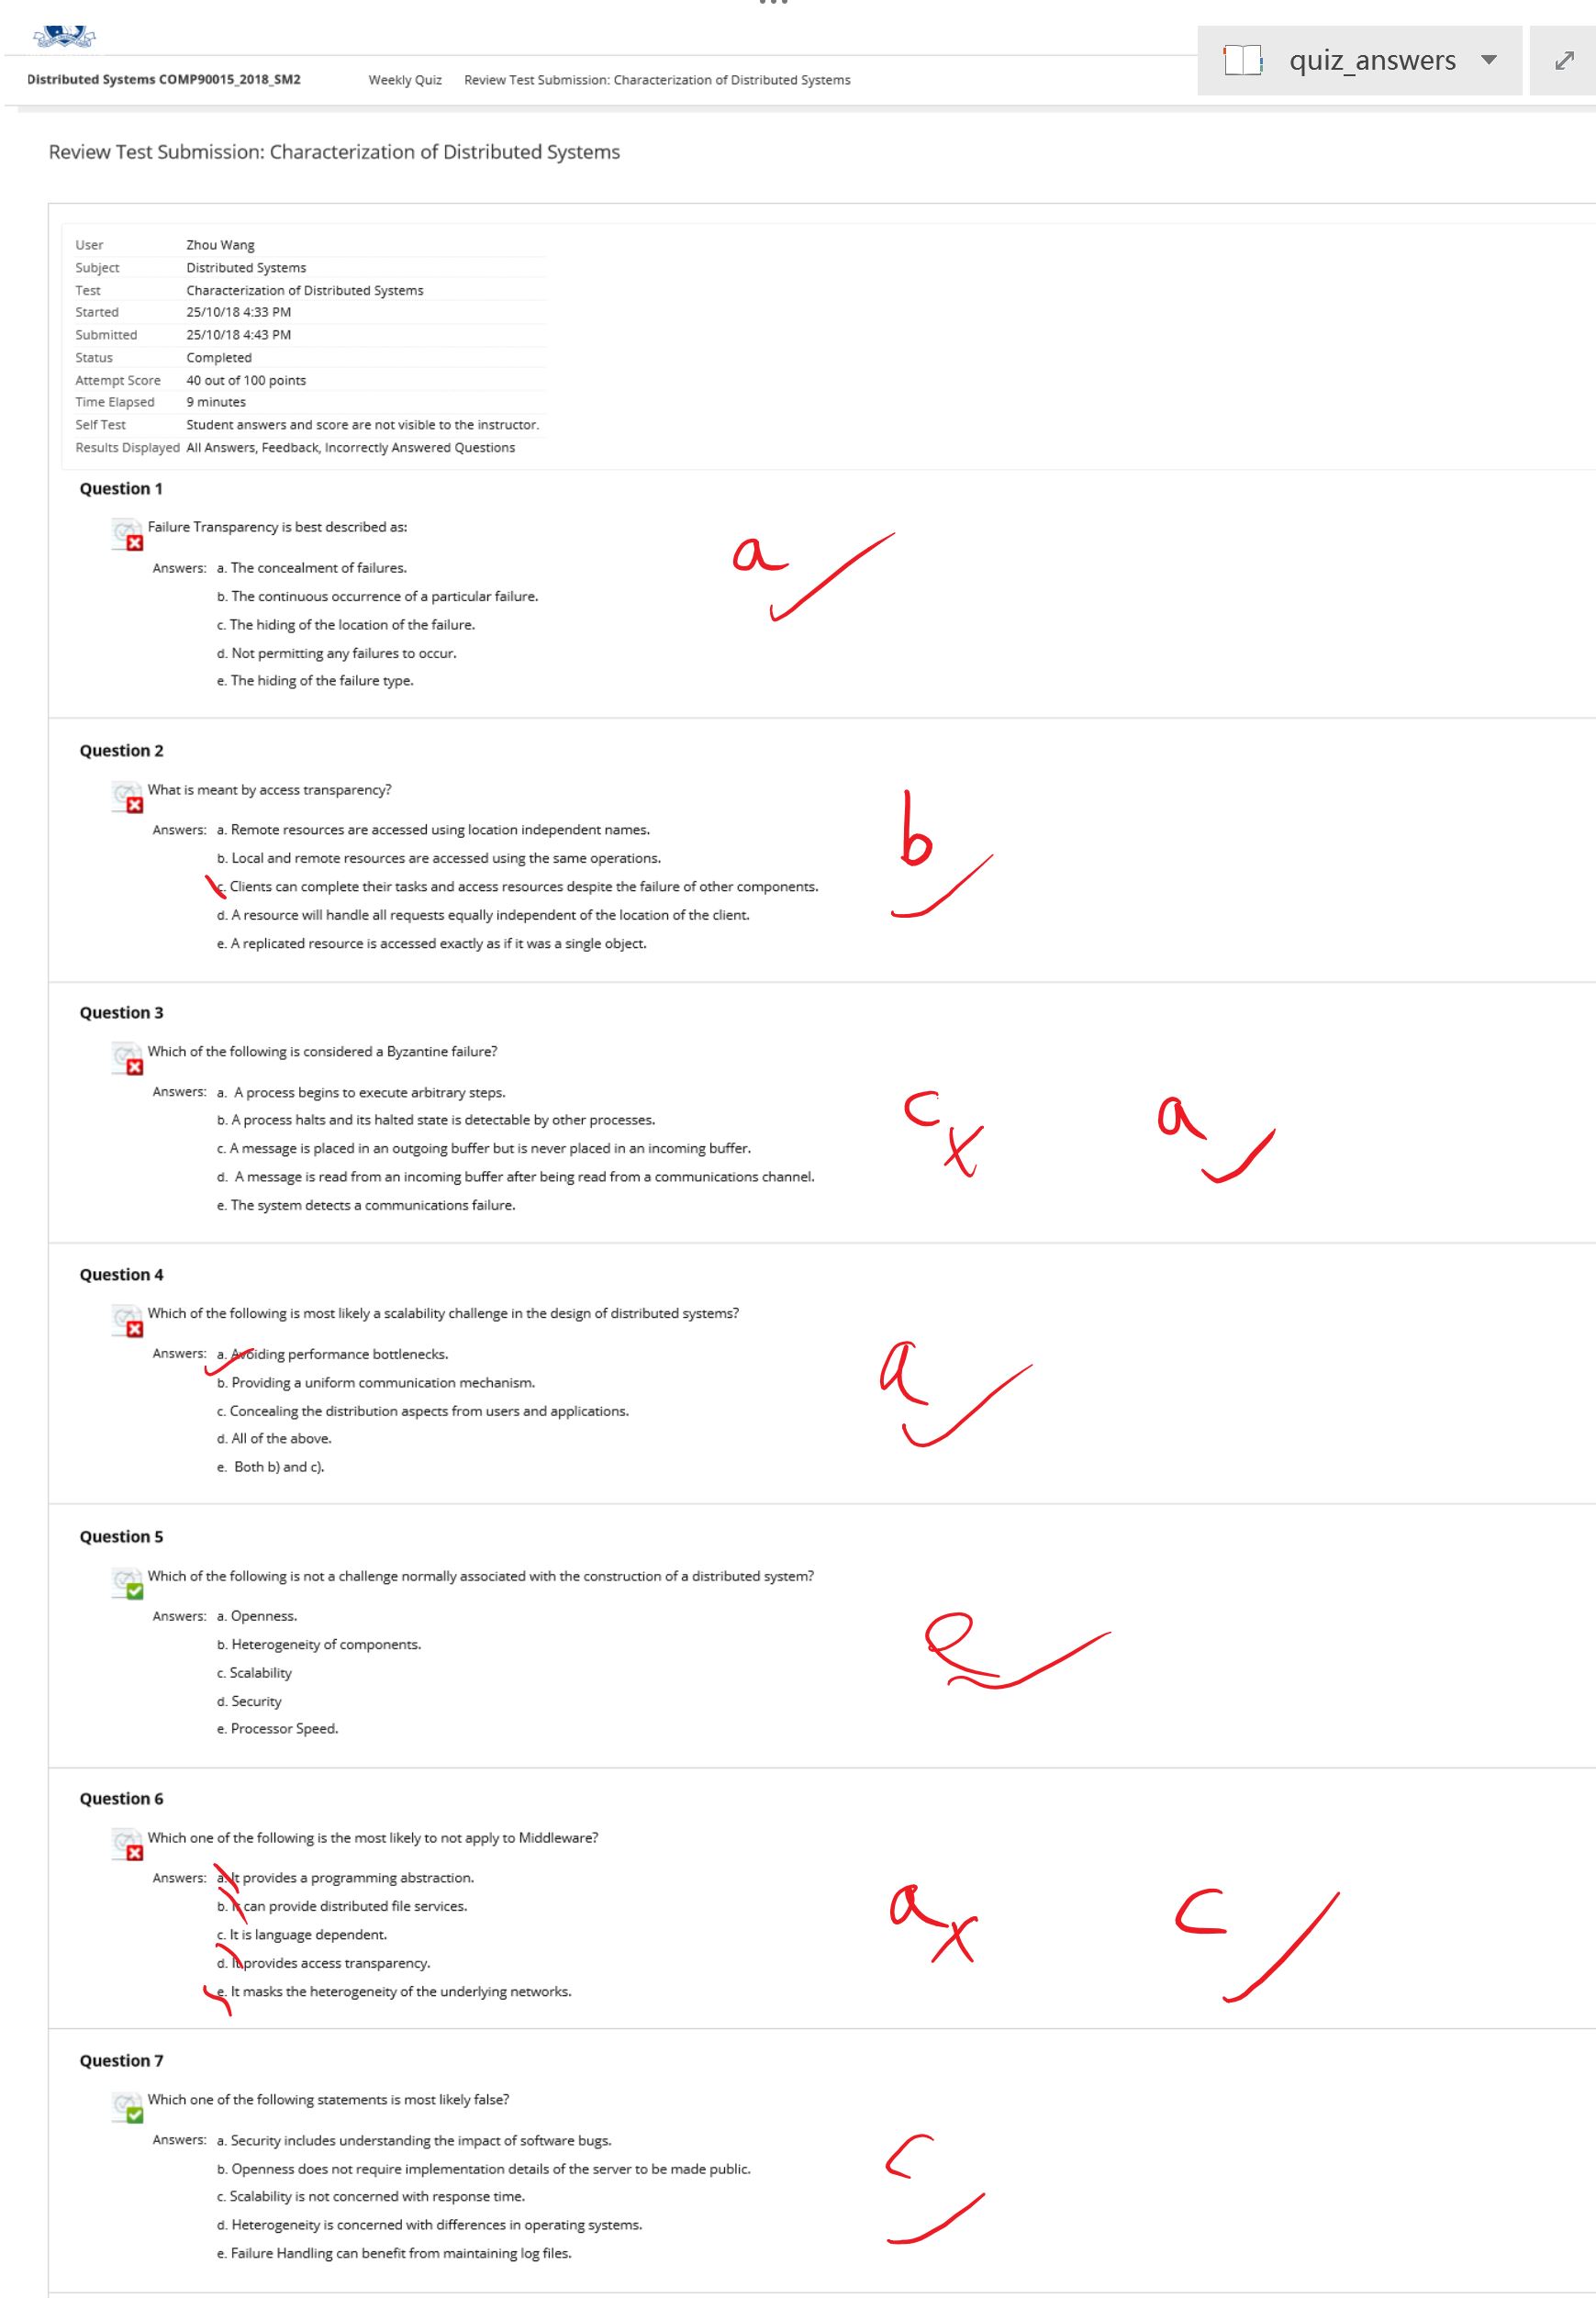 quiz_answers
Distributed Systems COMP90015_2018_SM2 Weekly Quiz Review Test Submission: Characterization of Distributed Systems
Review Test Submission: Characterization of Distributed Systems
User Zhou Wang
Subject Distributed Systems
Test Characterization of Distributed Systems
Started 25/10/18 4:33 PM
Submitted 25/10/18 4:43 PM
Status Completed
Attempt Score 40 out of 100 points
Time Elapsed 9 minutes
Self Test Student answers and score are not visible to the instructor.
Results Displayed All Answers, Feedback, Incorrectly Answered Questions
Question 1
Failure Transparency is best described as:
a
Answers: a. The concealment of failures.
b. The continuous occurrence of a particular failure.
c. The hiding of the location of the failure.
d. Not permitting any failures to occur.
e. The hiding of the failure type.
Question 2
What is meant by access transparency?
Answers: a. Remote resources are accessed using location independent names.
b
b. Local and remote resources are accessed using the same operations.
c. Clients can complete their tasks and access resources despite the failure of other components.
d. A resource will handle all requests equally independent of the location of the client.
e. A replicated resource is accessed exactly as if it was a single object.
Question 3
Which of the following is considered a Byzantine failure?
Answers: a. A process begins to execute arbitrary steps.
c x a
b. A process halts and its halted state is detectable by other processes.
c. A message is placed in an outgoing buffer but is never placed in an incoming buffer.
d. A message is read from an incoming buffer after being read from a communications channel.
e. The system detects a communications failure.
Question 4
Which of the following is most likely a scalability challenge in the design of distributed systems?
Answers: a. Avoiding performance bottlenecks.
a
b. Providing a uniform communication mechanism.
c. Concealing the distribution aspects from users and applications.
d. All of the above.
e. Both b) and c).
Question 5
Which of the following is not a challenge normally associated with the construction of a distributed system?
Answers: a. Openness.
e
b. Heterogeneity of components.
c. Scalability
d. Security
e. Processor Speed.
Question 6
Which one of the following is the most likely to not apply to Middleware?
Answers: a. It provides a programming abstraction.
b. It can provide distributed file services.
a x c
c. It is language dependent.
d. It provides access transparency.
e. It masks the heterogeneity of the underlying networks.
Question 7
Which one of the following statements is most likely false?
Answers: a. Security includes understanding the impact of software bugs.
c
b. Openness does not require implementation details of the server to be made public.
c. Scalability is not concerned with response time.
d. Heterogeneity is concerned with differences in operating systems.
e. Failure Handling can benefit from maintaining log files.